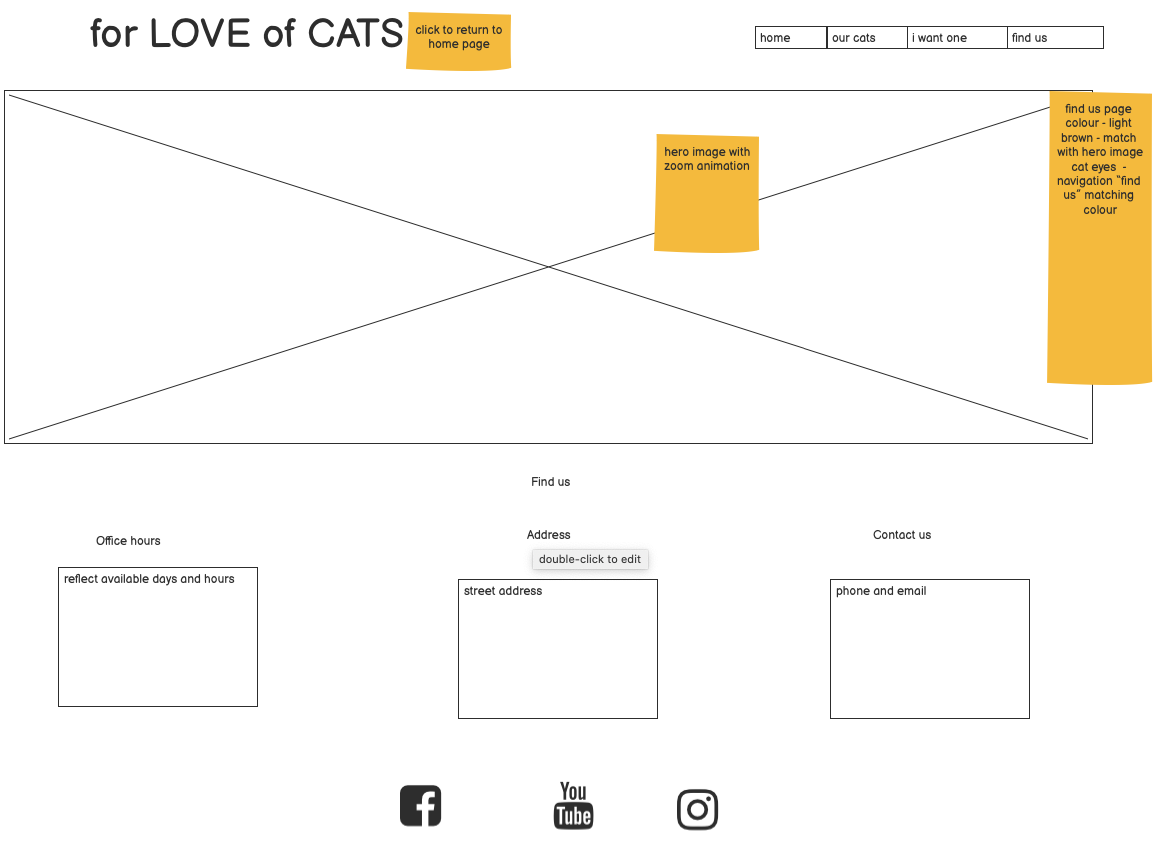 for LOVE of CATS
click to return to
home page
home
our cats
i want one
find us
find us page
colour - light
brown - match
with hero image
cat eyes -
navigation "find
us" matching
colour
hero image with
zoom animation
Find us
Office hours
Address
Contact us
double-click to edit
reflect available days and hours
street address
phone and email
You
Tube